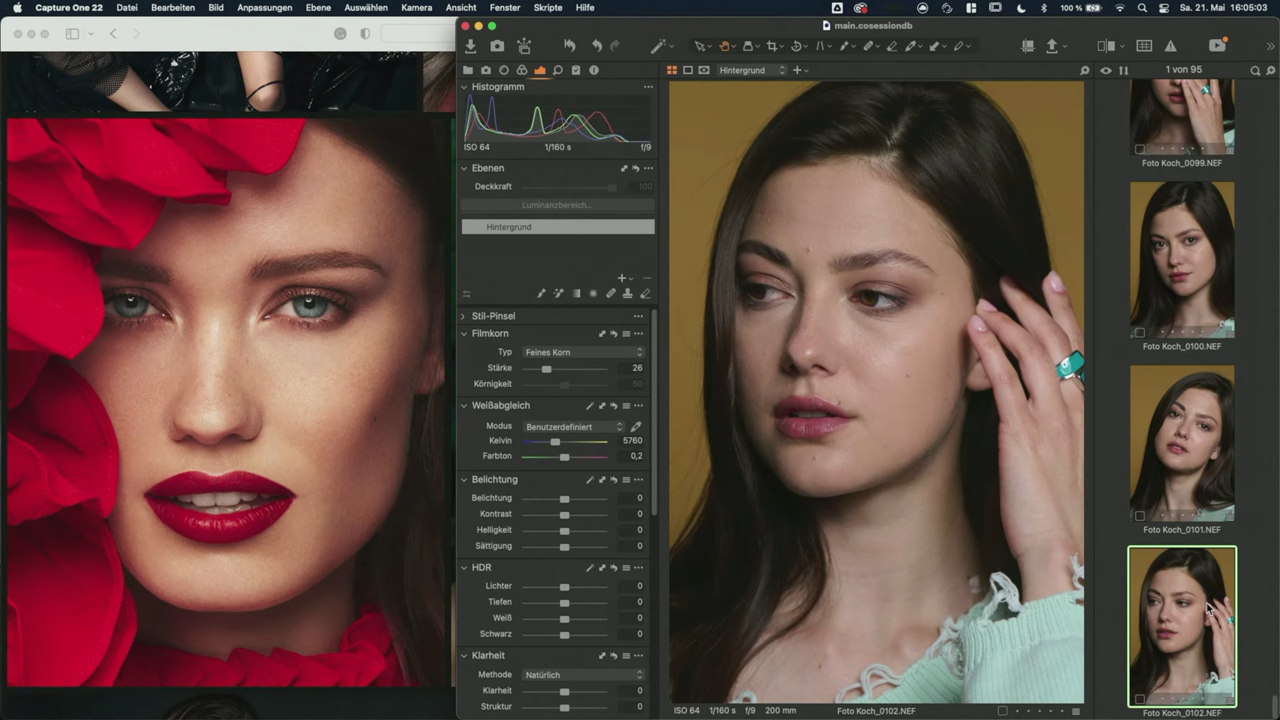 Capture One 22 Datei Bearbeiten Bild Anpassungen Ebene Auswählen Kamera Ansicht Fenster Skripte Hilfe 100 % Sa. 21. Mai 16:05:03
main.cosessiondb
Hintergrund
1 von 95
Histogramm
ISO 64 1/160 s f/9
Ebenen
Deckkraft 100
Luminanzbereich...
Hintergrund
Stil-Pinsel
Filmkorn
Typ Feines Korn
Stärke 26
Körnigkeit 50
Weißabgleich
Modus Benutzerdefiniert
Kelvin 5760
Farbton 0,2
Belichtung
Belichtung 0
Kontrast 0
Helligkeit 0
Sättigung 0
HDR
Lichter 0
Tiefen 0
Weiß 0
Schwarz 0
Klarheit
Methode Natürlich
Klarheit 0
Struktur 0
ISO 64 1/160 s f/9 200 mm Foto Koch_0102.NEF
Foto Koch_0099.NEF
Foto Koch_0100.NEF
Foto Koch_0101.NEF
Foto Koch_0102.NEF